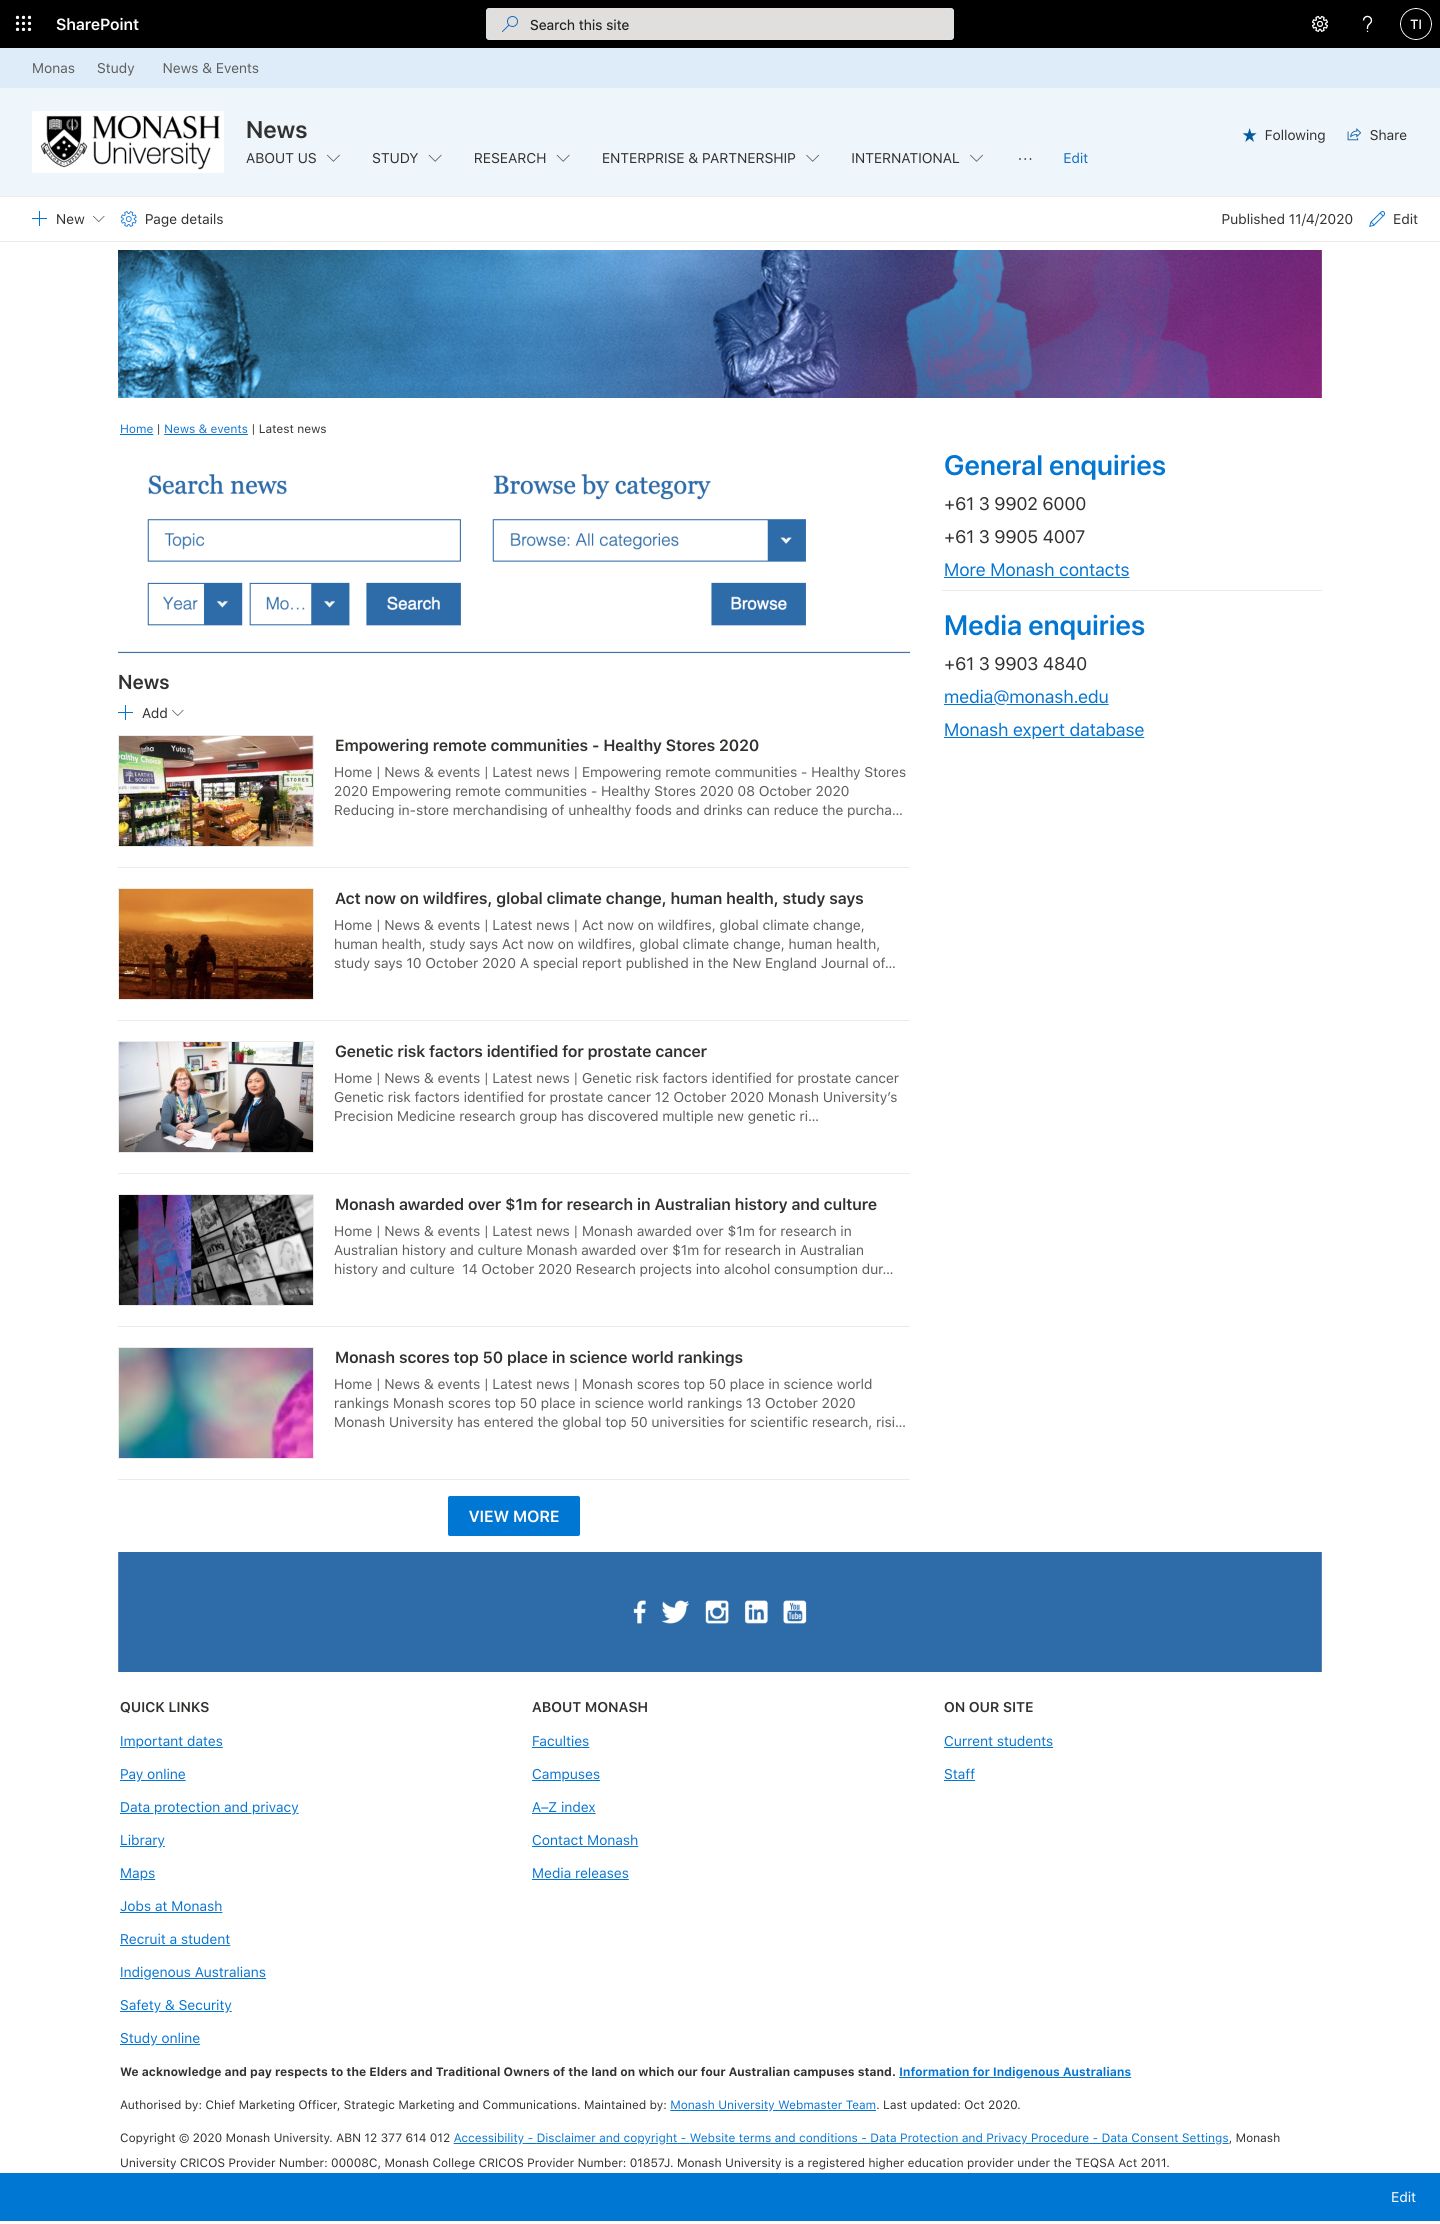 SharePoint
Search this site
TI
Monas Study News & Events
MONASH
University
News
ABOUT US STUDY RESEARCH ENTERPRISE & PARTNERSHIP INTERNATIONAL ··· Edit
Following Share
New Page details
Published 11/4/2020 Edit
Home | News & events | Latest news
Search news
Topic
Year Mo... Search
Browse by category
Browse: All categories
Browse
General enquiries
+61 3 9902 6000
+61 3 9905 4007
More Monash contacts
Media enquiries
+61 3 9903 4840
media@monash.edu
Monash expert database
News
Add
STORES
Empowering remote communities - Healthy Stores 2020
Home | News & events | Latest news | Empowering remote communities - Healthy Stores
2020 Empowering remote communities - Healthy Stores 2020 08 October 2020
Reducing in-store merchandising of unhealthy foods and drinks can reduce the purcha...
Act now on wildfires, global climate change, human health, study says
Home | News & events | Latest news | Act now on wildfires, global climate change,
human health, study says Act now on wildfires, global climate change, human health,
study says 10 October 2020 A special report published in the New England Journal of...
Genetic risk factors identified for prostate cancer
Home | News & events | Latest news | Genetic risk factors identified for prostate cancer
Genetic risk factors identified for prostate cancer 12 October 2020 Monash University's
Precision Medicine research group has discovered multiple new genetic ri...
Monash awarded over $1m for research in Australian history and culture
Home | News & events | Latest news | Monash awarded over $1m for research in
Australian history and culture Monash awarded over $1m for research in Australian
history and culture 14 October 2020 Research projects into alcohol consumption dur...
Monash scores top 50 place in science world rankings
Home | News & events | Latest news | Monash scores top 50 place in science world
rankings Monash scores top 50 place in science world rankings 13 October 2020
Monash University has entered the global top 50 universities for scientific research, risi...
VIEW MORE
You
Tube
QUICK LINKS
Important dates
Pay online
Data protection and privacy
Library
Maps
Jobs at Monash
Recruit a student
Indigenous Australians
Safety & Security
Study online
ABOUT MONASH
Faculties
Campuses
A–Z index
Contact Monash
Media releases
ON OUR SITE
Current students
Staff
We acknowledge and pay respects to the Elders and Traditional Owners of the land on which our four Australian campuses stand. Information for Indigenous Australians
Authorised by: Chief Marketing Officer, Strategic Marketing and Communications. Maintained by: Monash University Webmaster Team. Last updated: Oct 2020.
Copyright © 2020 Monash University. ABN 12 377 614 012 Accessibility - Disclaimer and copyright - Website terms and conditions - Data Protection and Privacy Procedure - Data Consent Settings, Monash
University CRICOS Provider Number: 00008C, Monash College CRICOS Provider Number: 01857J. Monash University is a registered higher education provider under the TEQSA Act 2011.
Edit